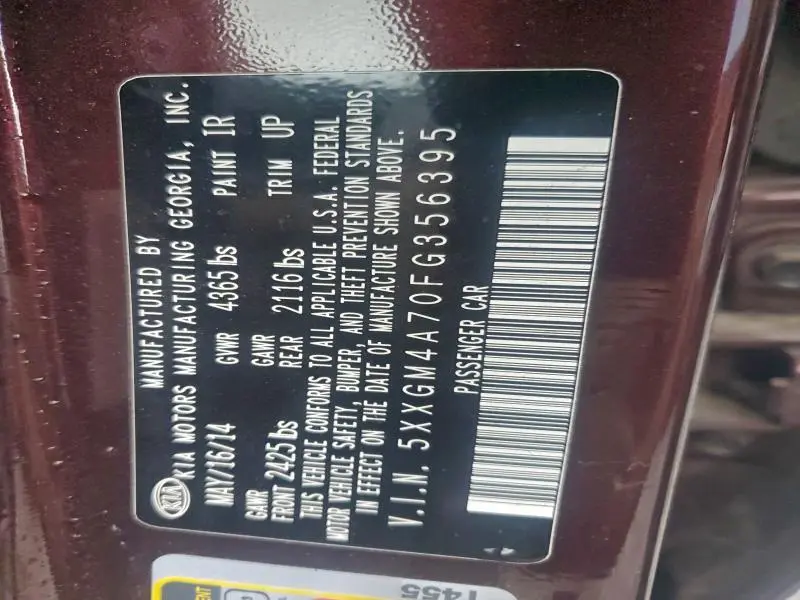 MANUFACTURED BY
KIA KIA MOTORS MANUFACTURING GEORGIA, INC.
MAY/16/14 GVWR 4365 lbs PAINT IR
GAWR FRONT 2425 lbs GAWR REAR 2116 lbs TRIM UP
THIS VEHICLE CONFORMS TO ALL APPLICABLE U.S.A. FEDERAL
MOTOR VEHICLE SAFETY, BUMPER, AND THEFT PREVENTION STANDARDS
IN EFFECT ON THE DATE OF MANUFACTURE SHOWN ABOVE.
V.I.N. 5XXGM4A70FG356395
PASSENGER CAR
1455